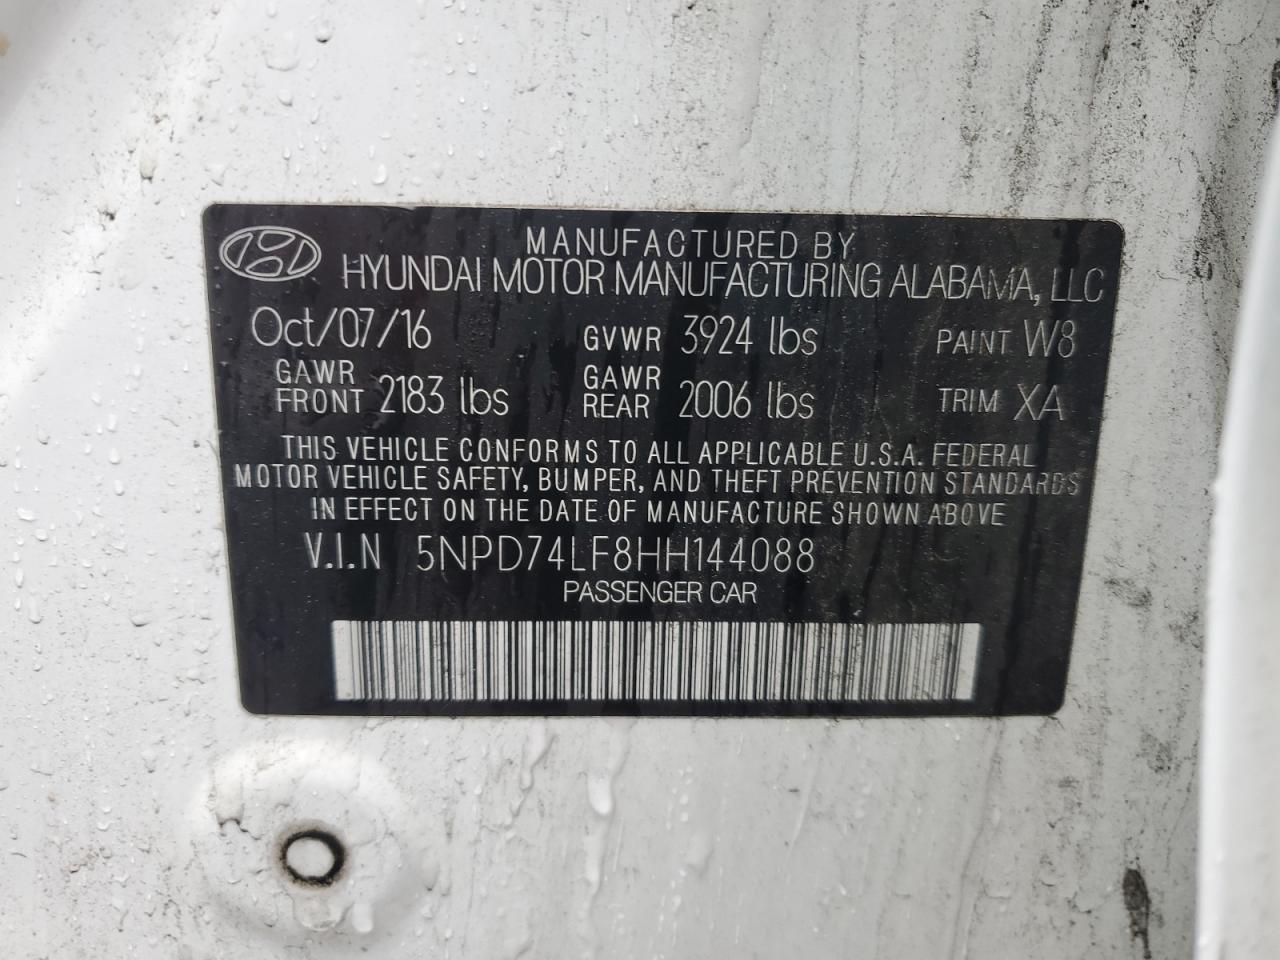 MANUFACTURED BY
HYUNDAI MOTOR MANUFACTURING ALABAMA, LLC
Oct/07/16 GVWR 3924 lbs PAINT W8
GAWR FRONT 2183 lbs GAWR REAR 2006 lbs TRIM XA
THIS VEHICLE CONFORMS TO ALL APPLICABLE U.S.A. FEDERAL
MOTOR VEHICLE SAFETY, BUMPER, AND THEFT PREVENTION STANDARDS
IN EFFECT ON THE DATE OF MANUFACTURE SHOWN ABOVE
V.I.N 5NPD74LF8HH144088
PASSENGER CAR